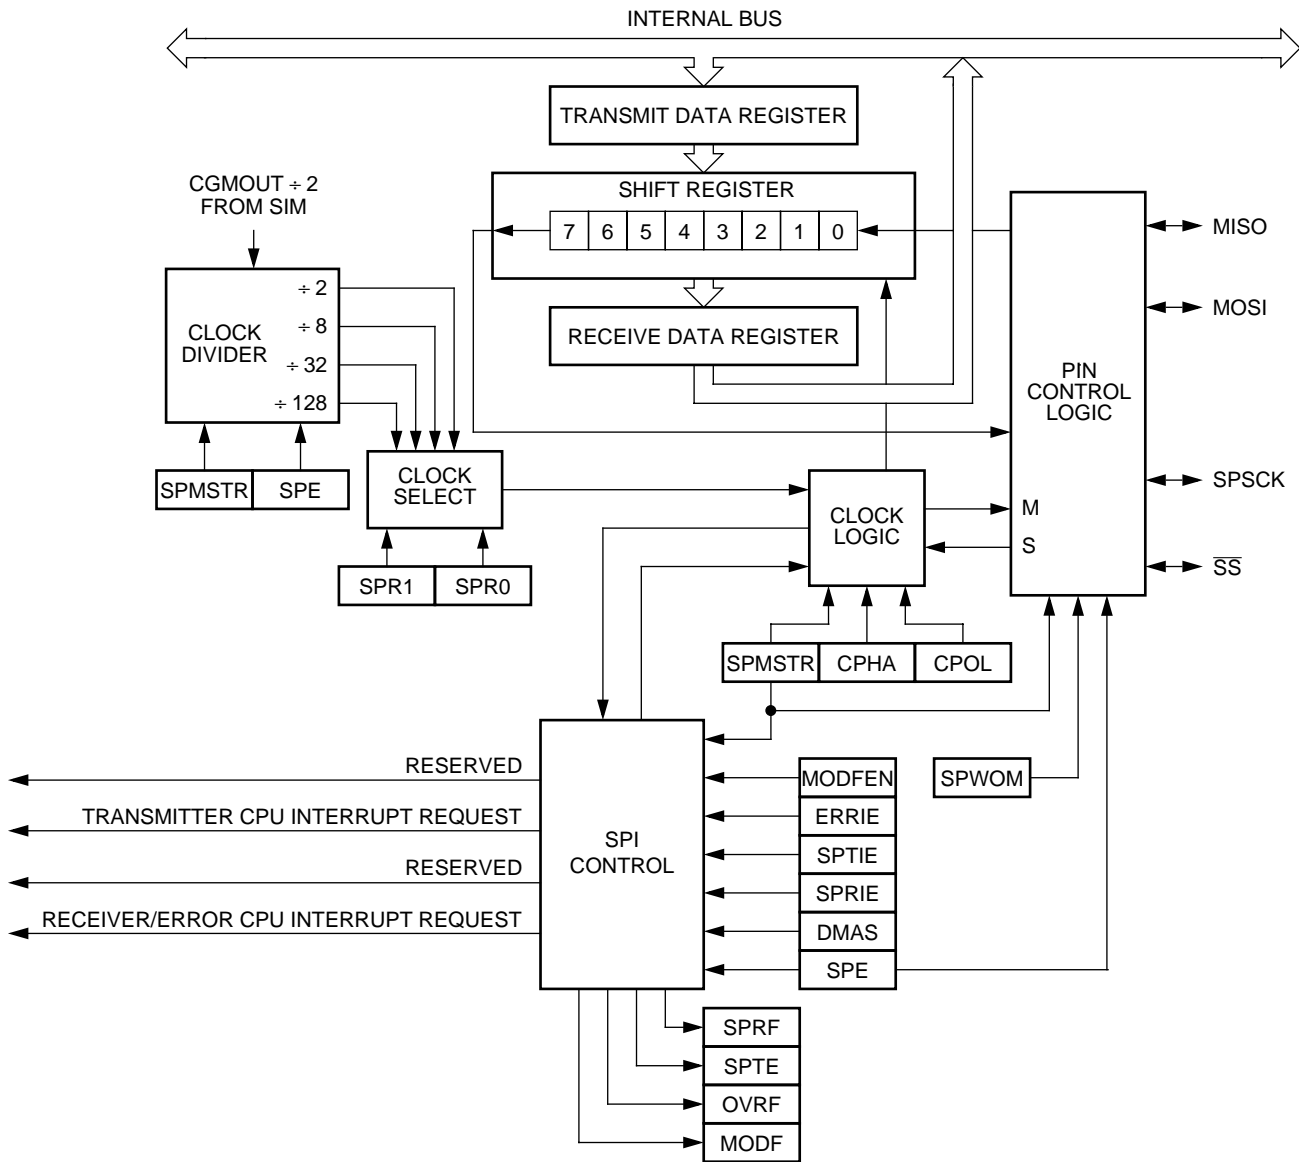 INTERNAL BUS
TRANSMIT DATA REGISTER
SHIFT REGISTER
7 6 5 4 3 2 1 0
RECEIVE DATA REGISTER
CGMOUT ÷ 2
FROM SIM
CLOCK
DIVIDER
÷ 2
÷ 8
÷ 32
÷ 128
SPMSTR SPE
CLOCK
SELECT
SPR1 SPR0
CLOCK
LOGIC
SPMSTR CPHA CPOL
PIN
CONTROL
LOGIC
M
S
MISO
MOSI
SPSCK
S̅S̅
SPWOM
RESERVED
TRANSMITTER CPU INTERRUPT REQUEST
RESERVED
RECEIVER/ERROR CPU INTERRUPT REQUEST
SPI
CONTROL
MODFEN
ERRIE
SPTIE
SPRIE
DMAS
SPE
SPRF
SPTE
OVRF
MODF